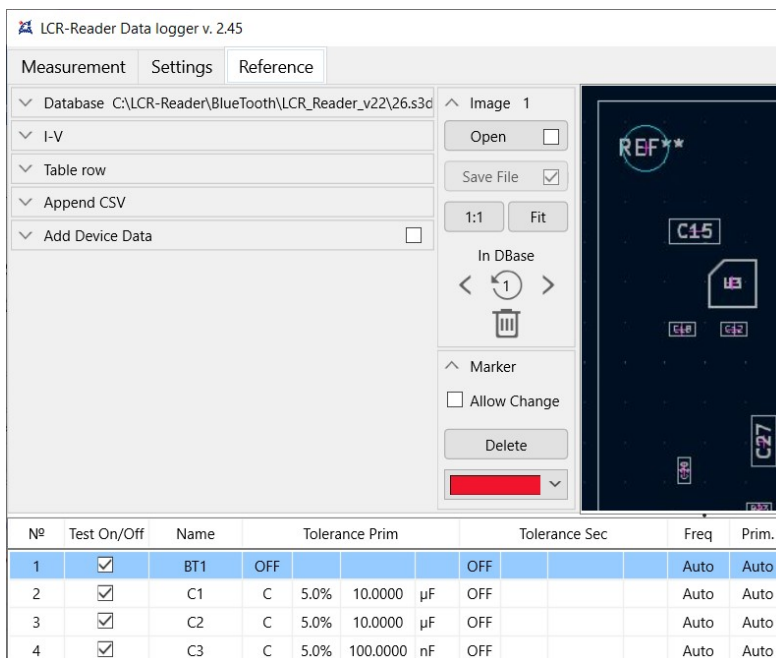 LCR-Reader Data logger v. 2.45
Measurement Settings Reference
Database C:\LCR-Reader\BlueTooth\LCR_Reader_v22\26.s3d
I-V
Table row
Append CSV
Add Device Data
Image 1
Open
Save File
1:1 Fit
In DBase
1
Marker
Allow Change
Delete
REF**
C15
U3
C18 C12
C27
Nº Test On/Off Name Tolerance Prim Tolerance Sec Freq Prim.
1 BT1 OFF OFF Auto Auto
2 C1 C 5.0% 10.0000 µF OFF Auto Auto
3 C2 C 5.0% 10.0000 µF OFF Auto Auto
4 C3 C 5.0% 100.0000 nF OFF Auto Auto